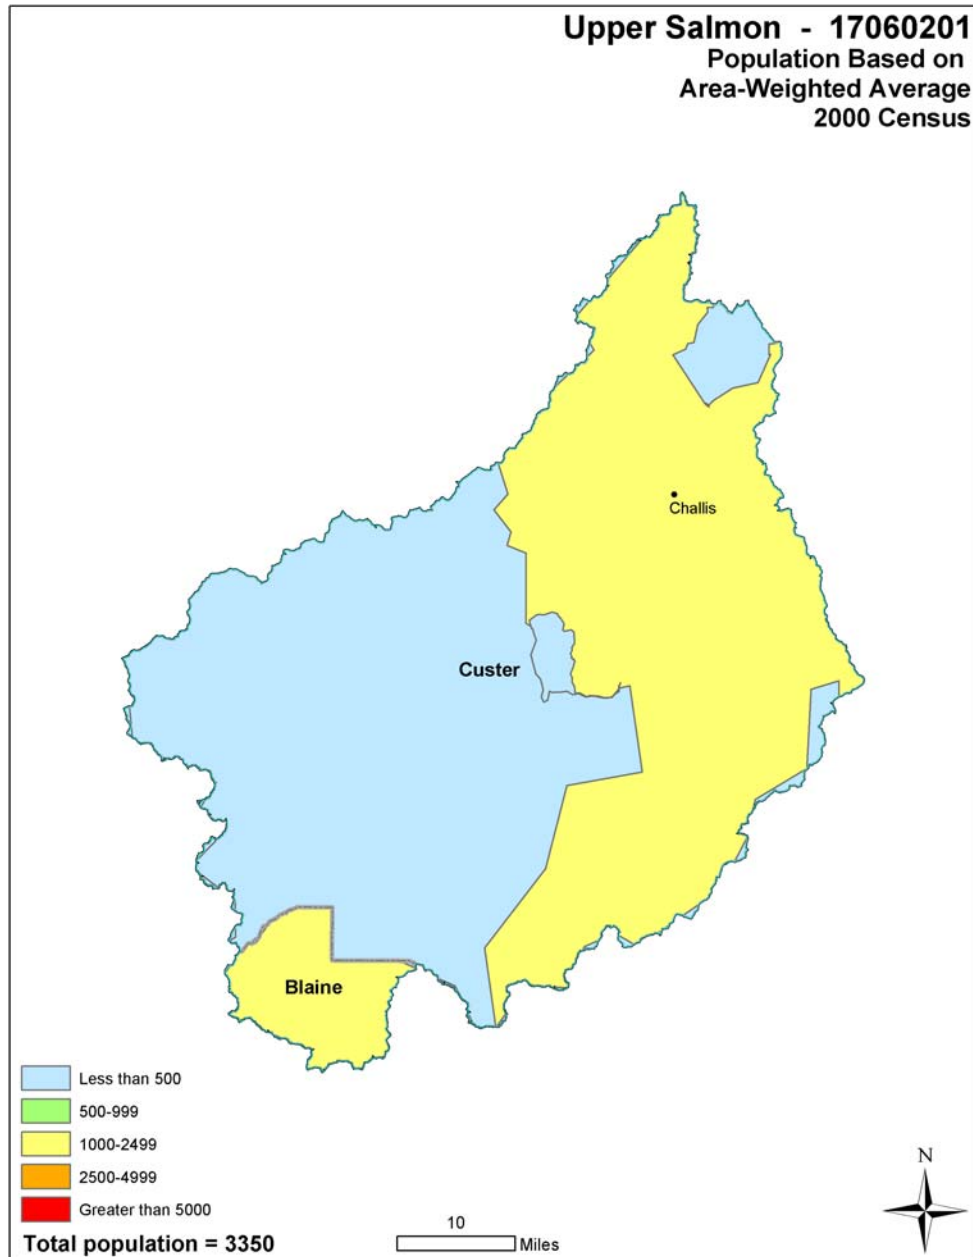 Upper Salmon - 17060201
Population Based on
Area-Weighted Average
2000 Census
Challis
Custer
Blaine
Less than 500
500-999
1000-2499
2500-4999
Greater than 5000
Total population = 3350
10
Miles
N